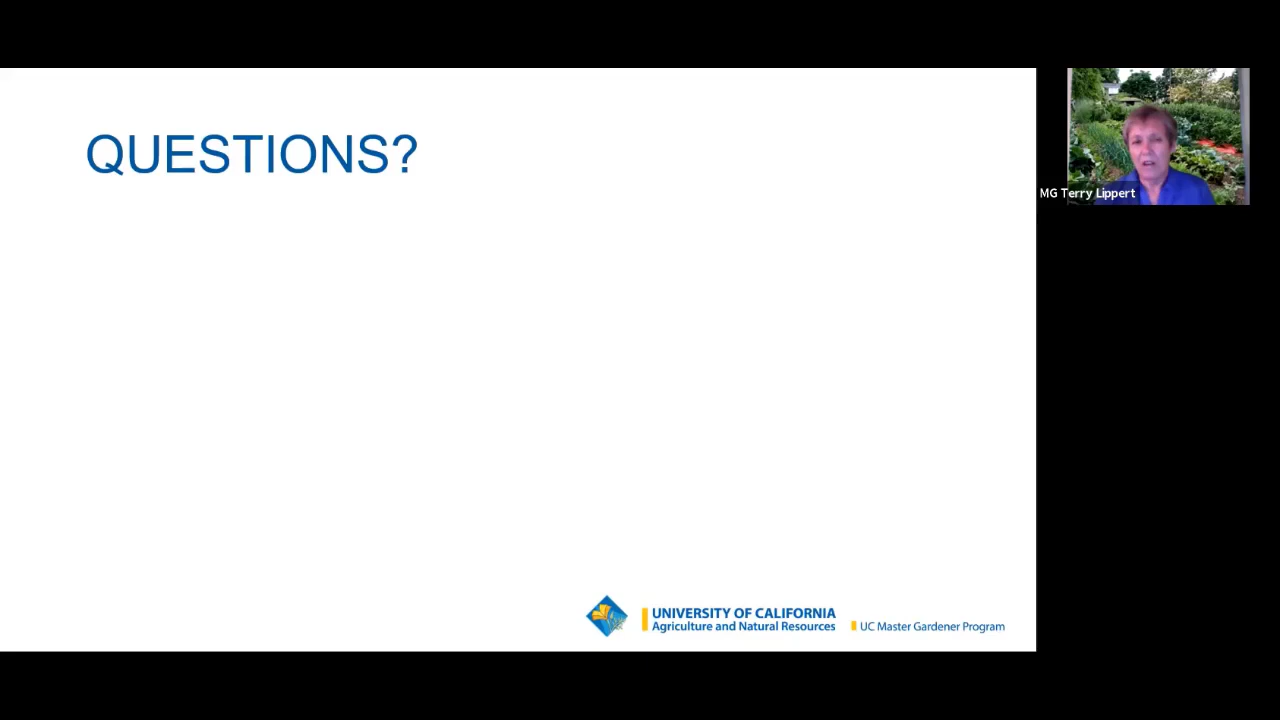 QUESTIONS?
MG Terry Lippert
UNIVERSITY OF CALIFORNIA
Agriculture and Natural Resources
UC Master Gardener Program